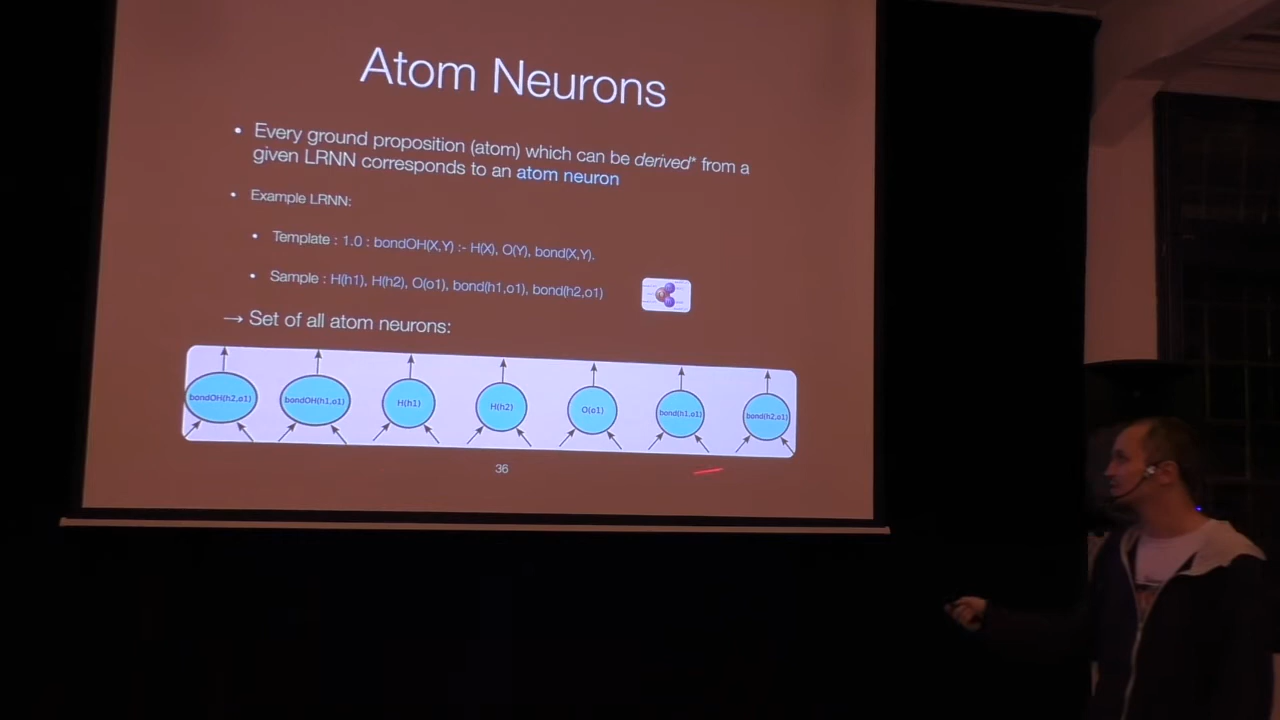 Atom Neurons
• Every ground proposition (atom) which can be derived* from a
given LRNN corresponds to an atom neuron
• Example LRNN:
• Template : 1.0 : bondOH(X,Y) :- H(X), O(Y), bond(X,Y).
• Sample : H(h1), H(h2), O(o1), bond(h1,o1), bond(h2,o1)
→ Set of all atom neurons:
bondOH(h2,o1) bondOH(h1,o1) H(h1) H(h2) O(o1) bond(h1,o1) bond(h2,o1)
36